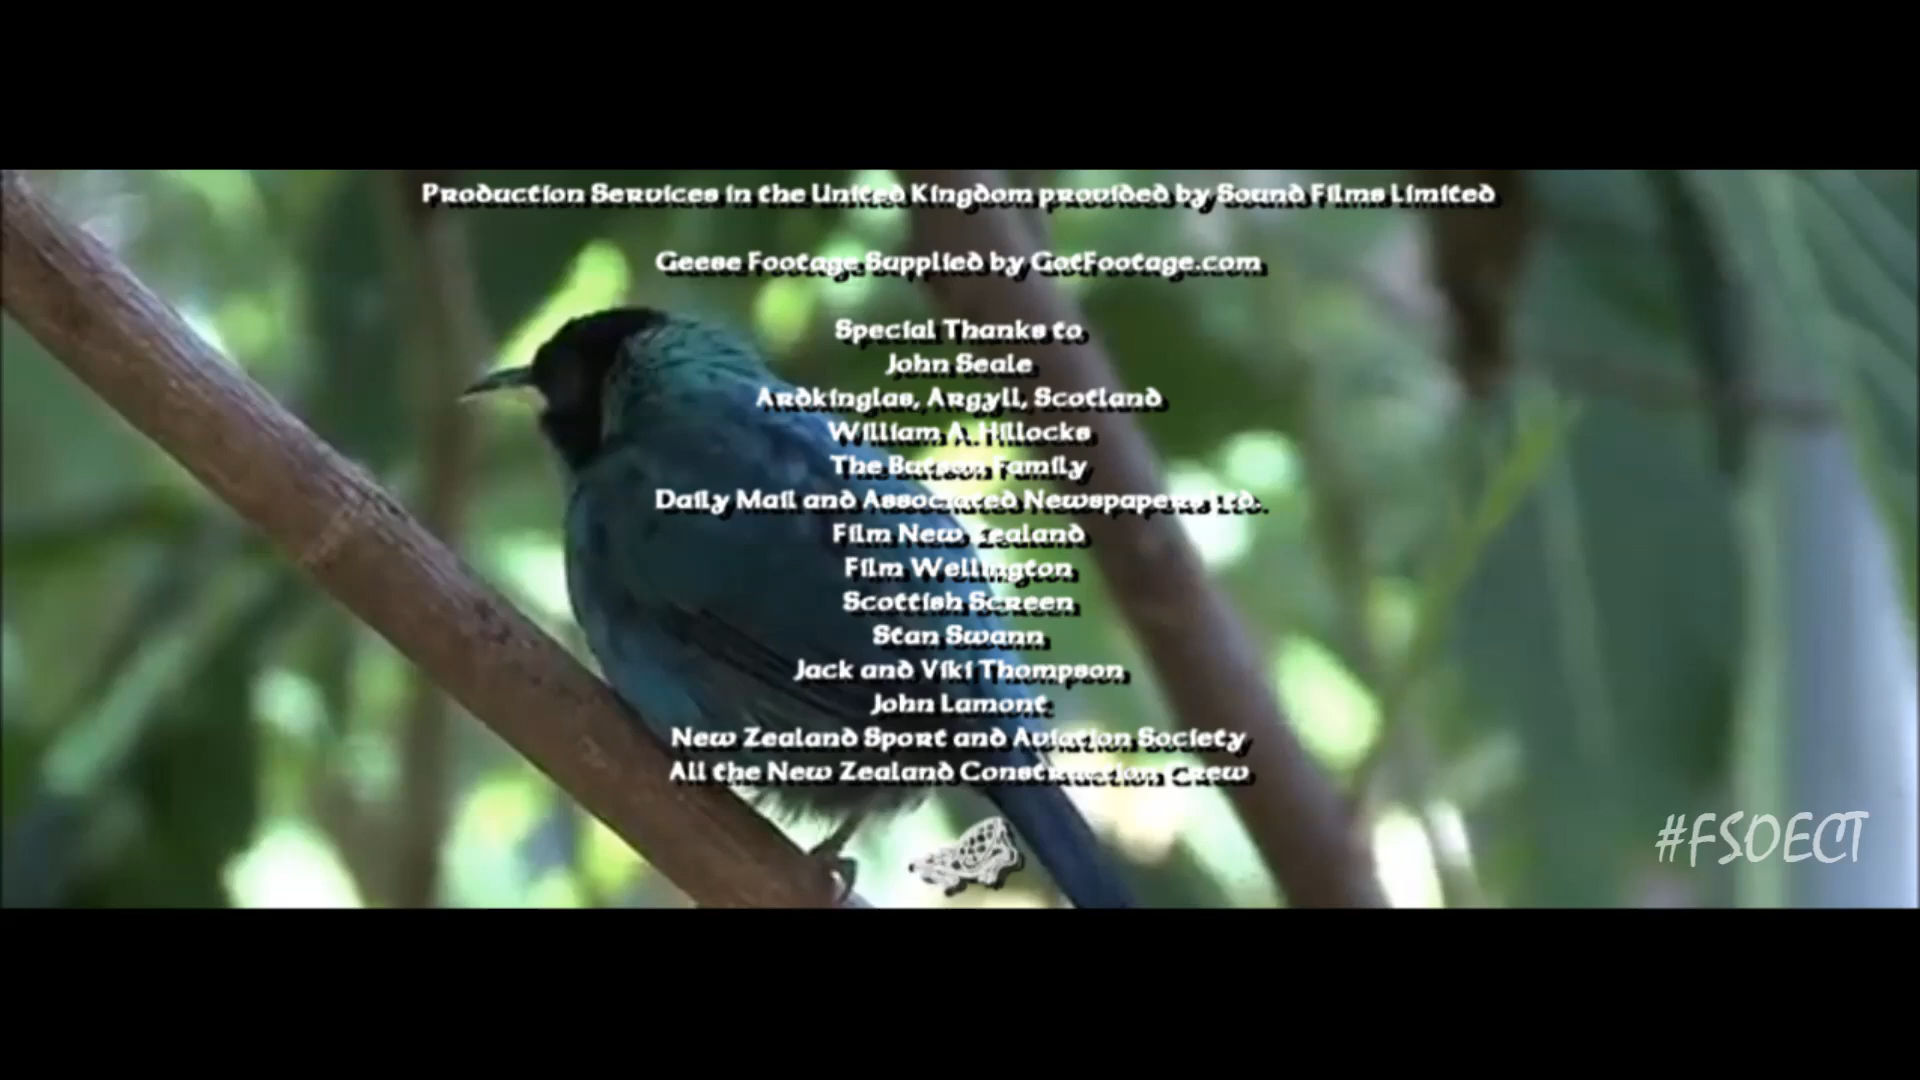 Production Services in the United Kingdom provided by Sound Films Limited
Geese Footage Supplied by GotFootage.com
Special Thanks to
John Seale
Ardkinglas, Argyll, Scotland
William A. Hillocks
The Batson Family
Daily Mail and Associated Newspapers Ltd.
Film New Zealand
Film Wellington
Scottish Screen
Stan Swann
Jack and Viki Thompson
John Lamont
New Zealand Sport and Aviation Society
All the New Zealand Construction Crew
#FSOECT